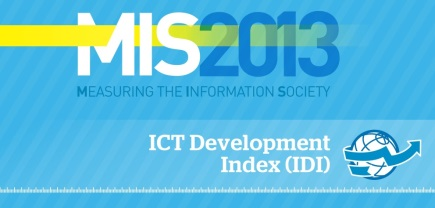 MIS2013
MEASURING THE INFORMATION SOCIETY
ICT Development
Index (IDI)